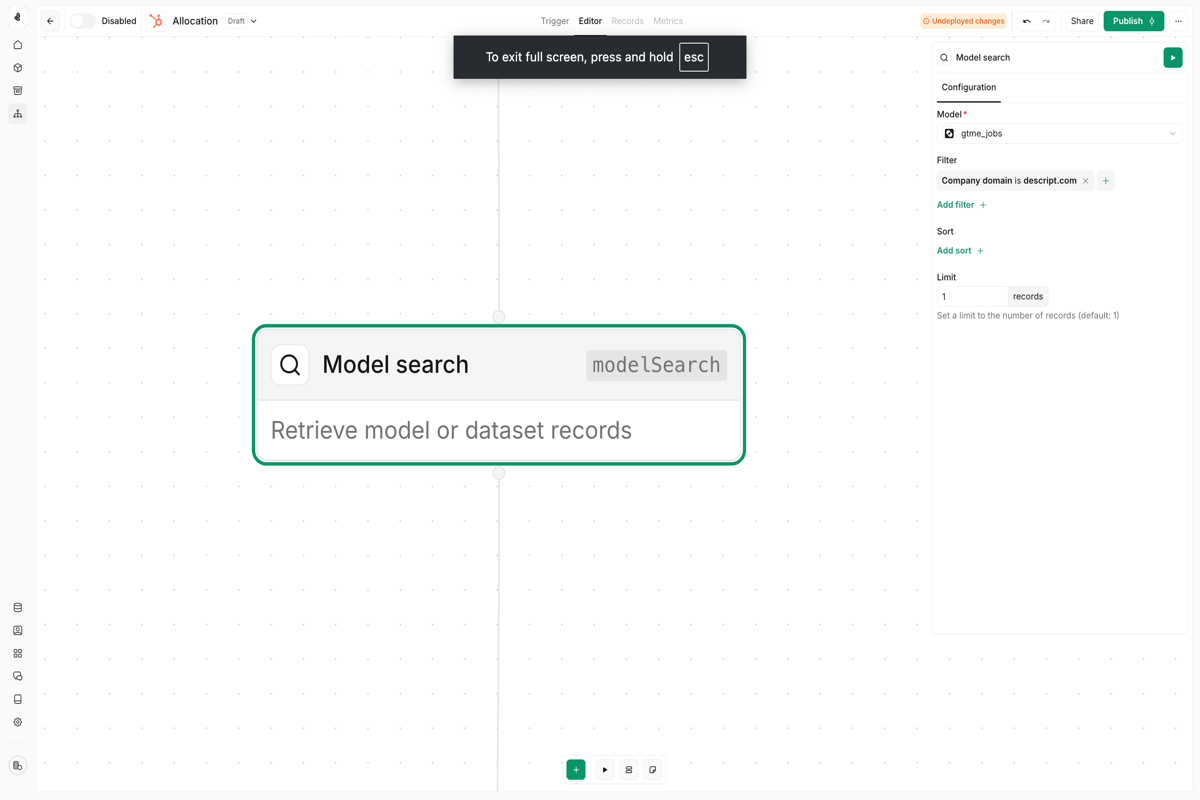 Disabled
Allocation
Draft
Trigger
Editor
Records
Metrics
Undeployed changes
Share
Publish
To exit full screen, press and hold esc
Model search
modelSearch
Retrieve model or dataset records
Model search
Configuration
Model*
gtme_jobs
Filter
Company domain is descript.com
Add filter +
Sort
Add sort +
Limit
1 records
Set a limit to the number of records (default: 1)